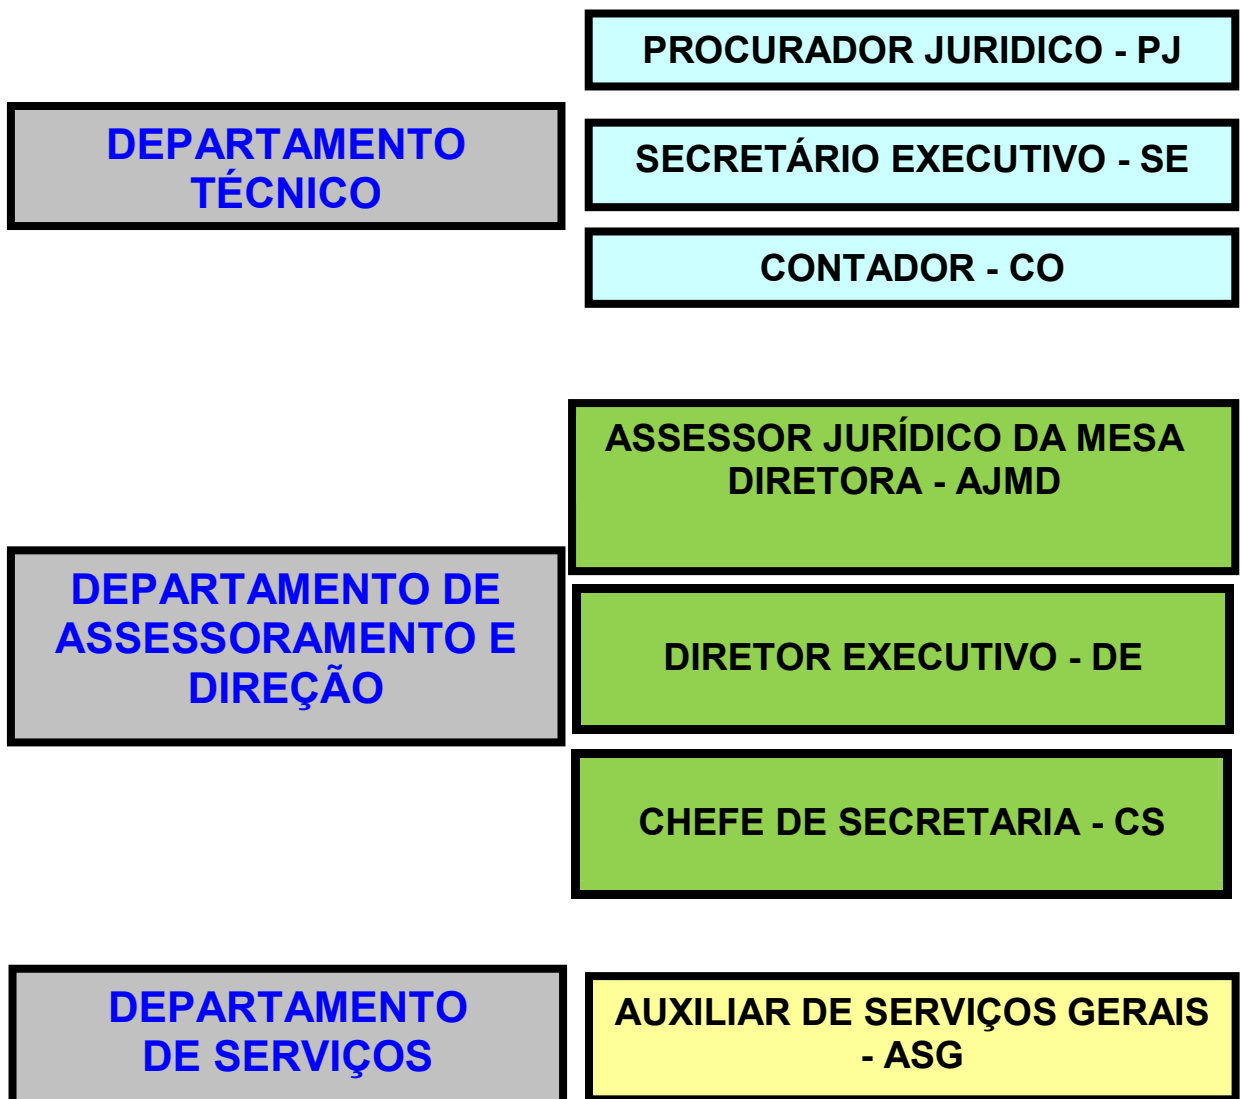 PROCURADOR JURIDICO - PJ
DEPARTAMENTO
TÉCNICO
SECRETÁRIO EXECUTIVO - SE
CONTADOR - CO
ASSESSOR JURÍDICO DA MESA
DIRETORA - AJMD
DEPARTAMENTO DE
ASSESSORAMENTO E
DIREÇÃO
DIRETOR EXECUTIVO - DE
CHEFE DE SECRETARIA - CS
DEPARTAMENTO
DE SERVIÇOS
AUXILIAR DE SERVIÇOS GERAIS
- ASG